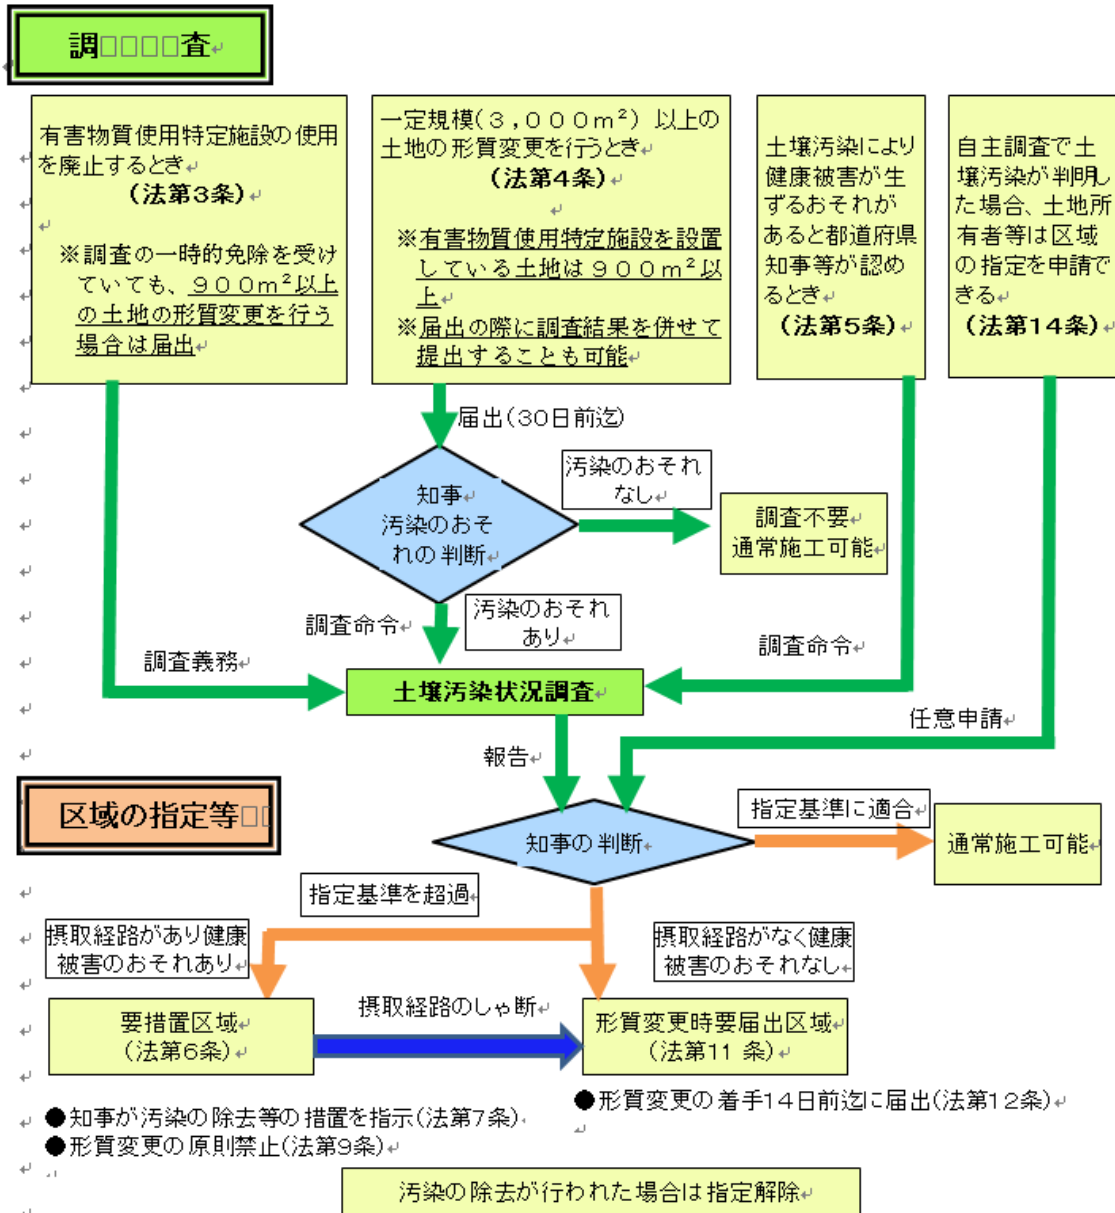 調□□□□査
有害物質使用特定施設の使用
を廃止するとき
(法第3条)
※調査の一時的免除を受け
ていても、９００ｍ²以上
の土地の形質変更を行う
場合は届出
一定規模(３,０００ｍ²) 以上の
土地の形質変更を行うとき
(法第4条)
※有害物質使用特定施設を設置
している土地は９００ｍ²以
上
※届出の際に調査結果を併せて
提出することも可能
土壌汚染により
健康被害が生
ずるおそれが
あると都道府県
知事等が認め
るとき
(法第5条)
自主調査で土
壌汚染が判明し
た場合、土地所
有者等は区域
の指定を申請で
きる
(法第14条)
届出(30日前迄)
知事
汚染のおそ
れの判断
汚染のおそれ
なし
調査不要
通常施工可能
調査命令
汚染のおそれ
あり
調査義務
調査命令
土壌汚染状況調査
任意申請
報告
区域の指定等□□
知事の判断
指定基準に適合
通常施工可能
指定基準を超過
摂取経路があり健康
被害のおそれあり
摂取経路がなく健康
被害のおそれなし
要措置区域
(法第6条)
摂取経路のしゃ断
形質変更時要届出区域
(法第11 条)
●知事が汚染の除去等の措置を指示(法第7条)
●形質変更の原則禁止(法第9条)
●形質変更の着手14日前迄に届出(法第12条)
汚染の除去が行われた場合は指定解除